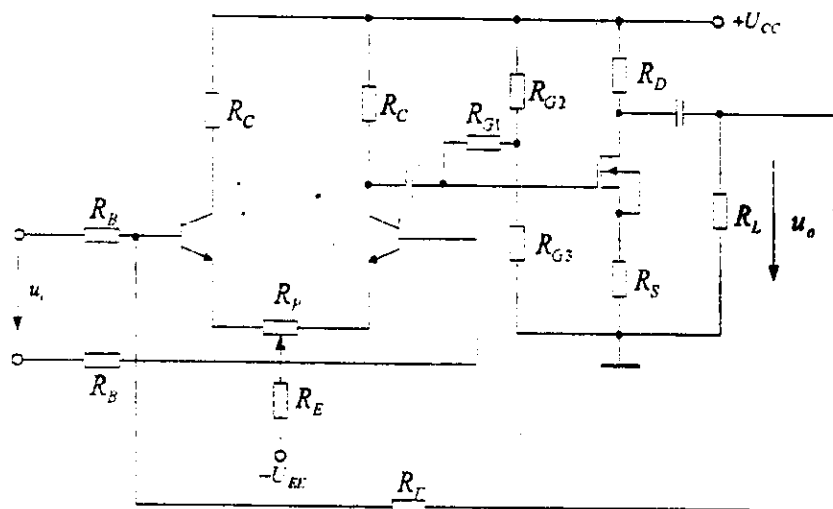 +U_CC
R_C
R_C
R_G1
R_G2
R_D
R_B
R_G3
R_L
u_o
u_i
R_P
R_S
R_B
R_E
-U_EE
R_F